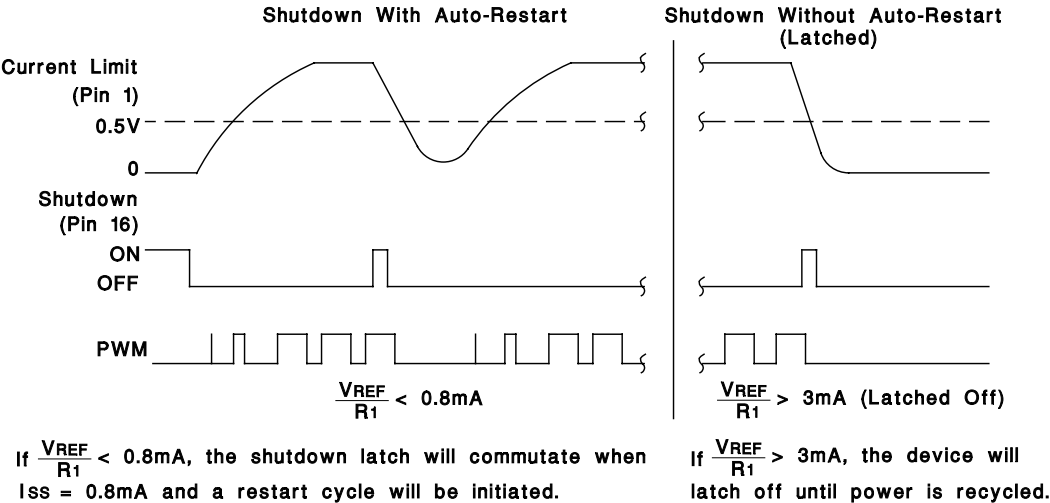 Shutdown With Auto-Restart
Shutdown Without Auto-Restart
(Latched)
Current Limit
(Pin 1)
0.5V
0
Shutdown
(Pin 16)
ON
OFF
PWM
VREF/R1 < 0.8mA
VREF/R1 > 3mA (Latched Off)
If VREF/R1 < 0.8mA, the shutdown latch will commutate when
Iss = 0.8mA and a restart cycle will be initiated.
If VREF/R1 > 3mA, the device will
latch off until power is recycled.